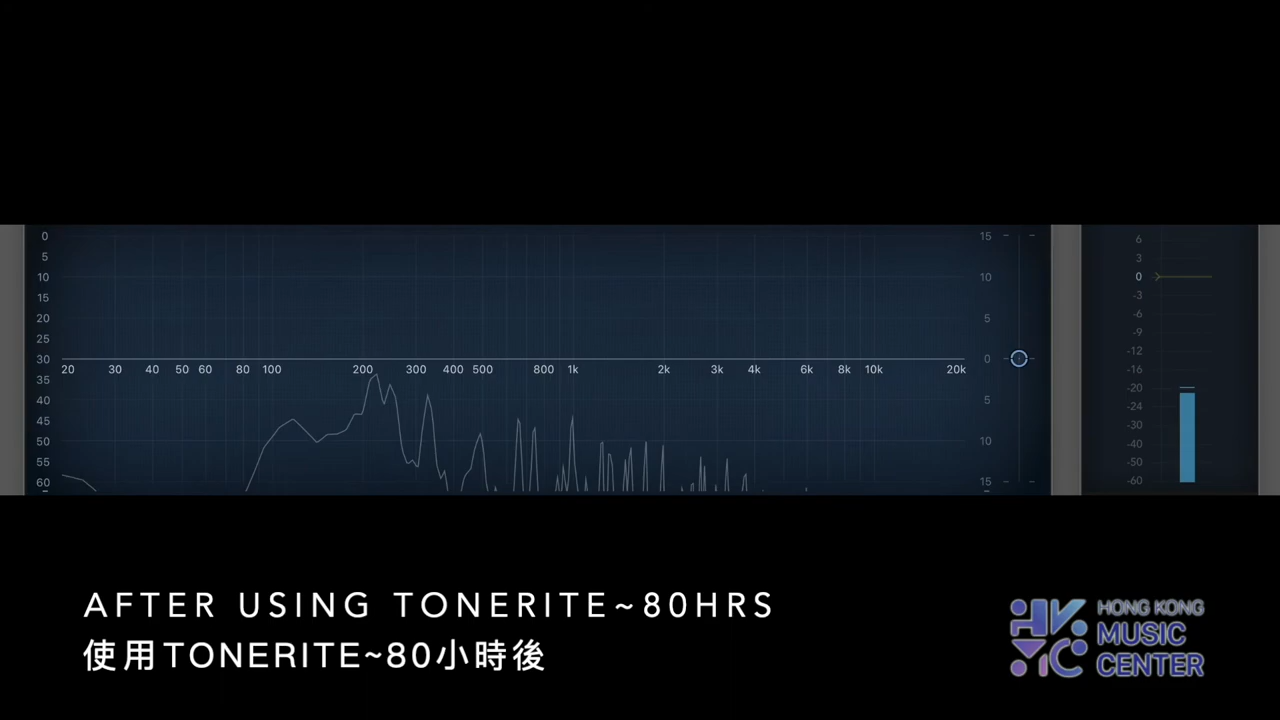 0 15 6
5 3
10 10 0
15 -3
20 5 -6
25 -9
30 0 -12
20 30 40 50 60 80 100 200 300 400 500 800 1k 2k 3k 4k 6k 8k 10k 20k
35 -16
40 5 -20
45 -24
50 10 -30
55 -40
60 15 -50
-60
AFTER USING TONERITE~80HRS
使用TONERITE~80小時後
HONG KONG
MUSIC
CENTER